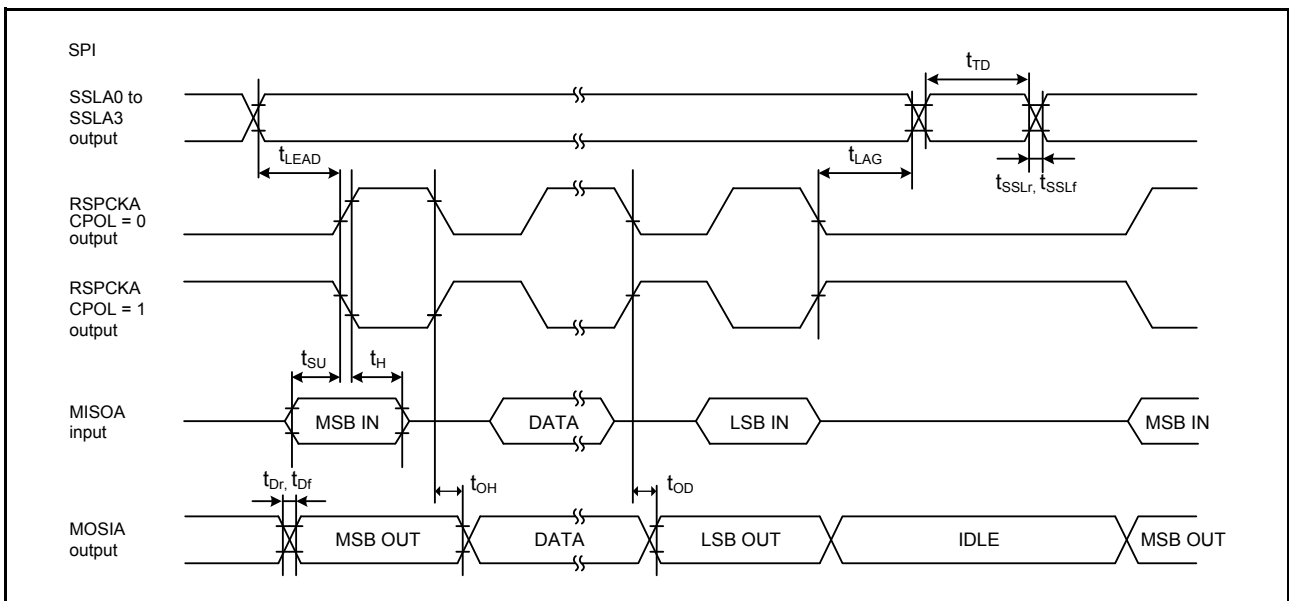 SPI
SSLA0 to
SSLA3
output
tTD
tLEAD
tLAG
tSSLr, tSSLf
RSPCKA
CPOL = 0
output
RSPCKA
CPOL = 1
output
tSU
tH
MISOA
input
MSB IN
DATA
LSB IN
MSB IN
tDr, tDf
tOH
tOD
MOSIA
output
MSB OUT
DATA
LSB OUT
IDLE
MSB OUT